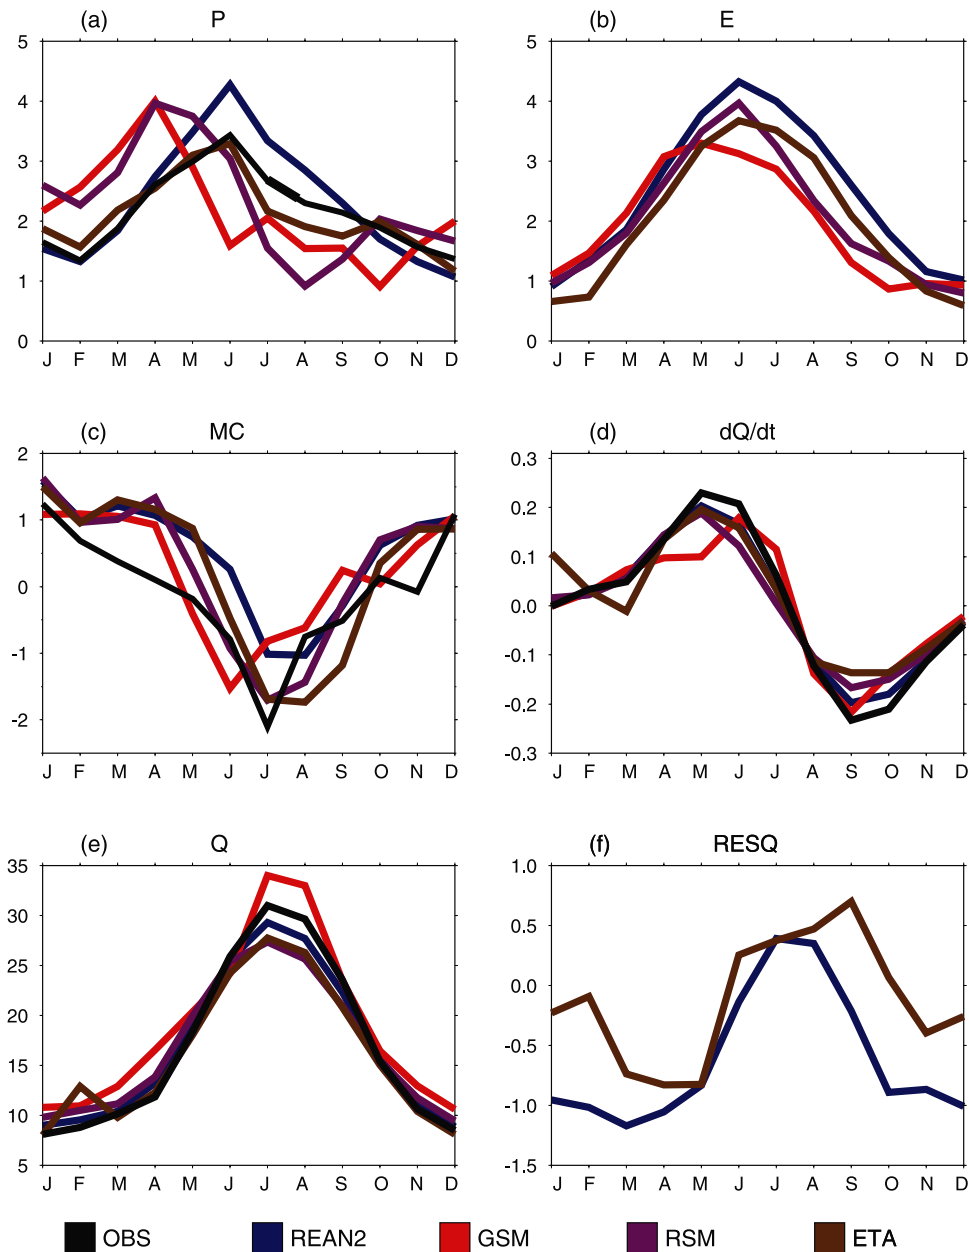 (a) P
5
4
3
2
1
0
J F M A M J J A S O N D
(b) E
5
4
3
2
1
0
J F M A M J J A S O N D
(c) MC
2
1
0
-1
-2
J F M A M J J A S O N D
(d) dQ/dt
0.3
0.2
0.1
0.0
-0.1
-0.2
-0.3
J F M A M J J A S O N D
(e) Q
35
30
25
20
15
10
5
J F M A M J J A S O N D
(f) RESQ
1.0
0.5
0.0
-0.5
-1.0
-1.5
J F M A M J J A S O N D
OBS REAN2 GSM RSM ETA